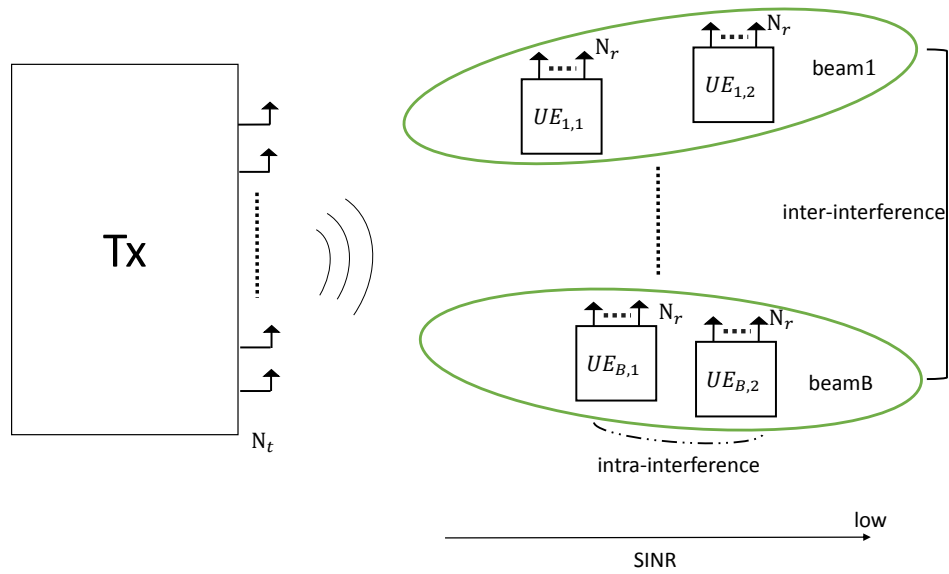 Tx
N_t
N_r
UE_{1,1}
N_r
UE_{1,2}
beam1
inter-interference
N_r
UE_{B,1}
N_r
UE_{B,2}
beamB
intra-interference
low
SINR